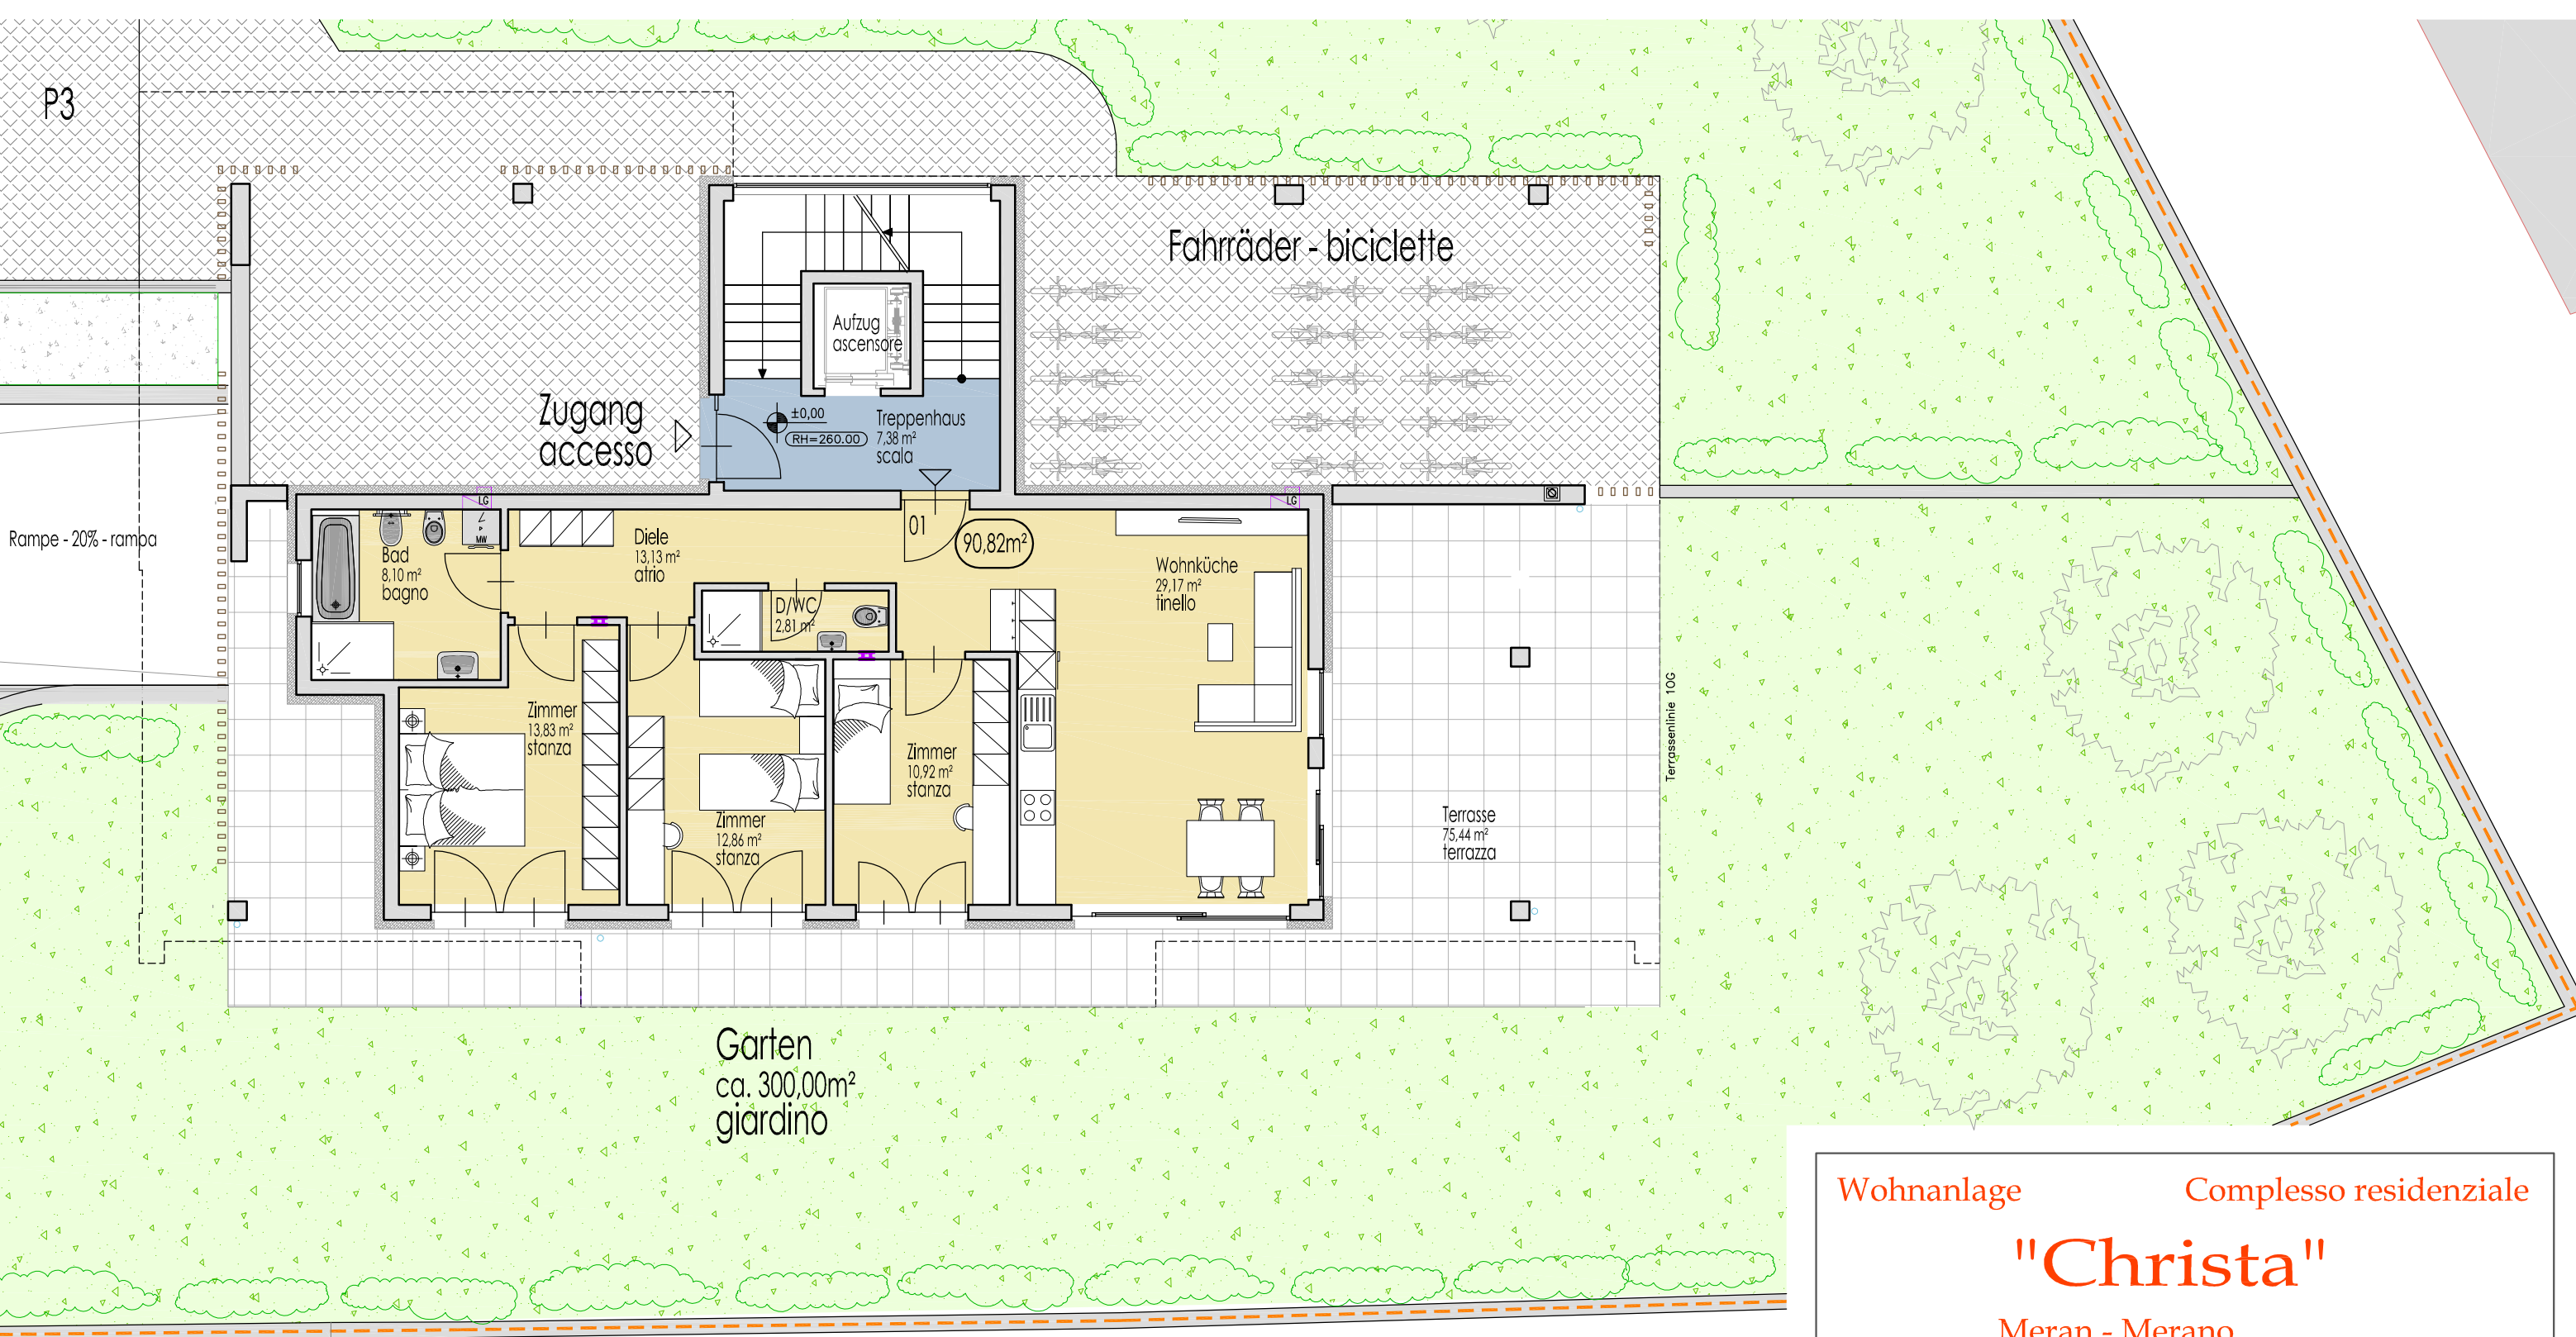 P3
Fahrräder - biciclette
Aufzug
ascensore
Zugang
accesso
±0,00
RH=260.00
Treppenhaus
7,38 m²
scala
LG
LG
MW
Rampe - 20% - rampa
Bad
8,10 m²
bagno
Diele
13,13 m²
atrio
01
90,82m²
Wohnküche
29,17 m²
tinello
D/WC
2,81 m²
Zimmer
13,83 m²
stanza
Zimmer
12,86 m²
stanza
Zimmer
10,92 m²
stanza
Terrassenlinie 1OG
Terrasse
75,44 m²
terrazza
Garten
ca. 300,00m²
giardino
Wohnanlage Complesso residenziale
"Christa"
Meran - Merano